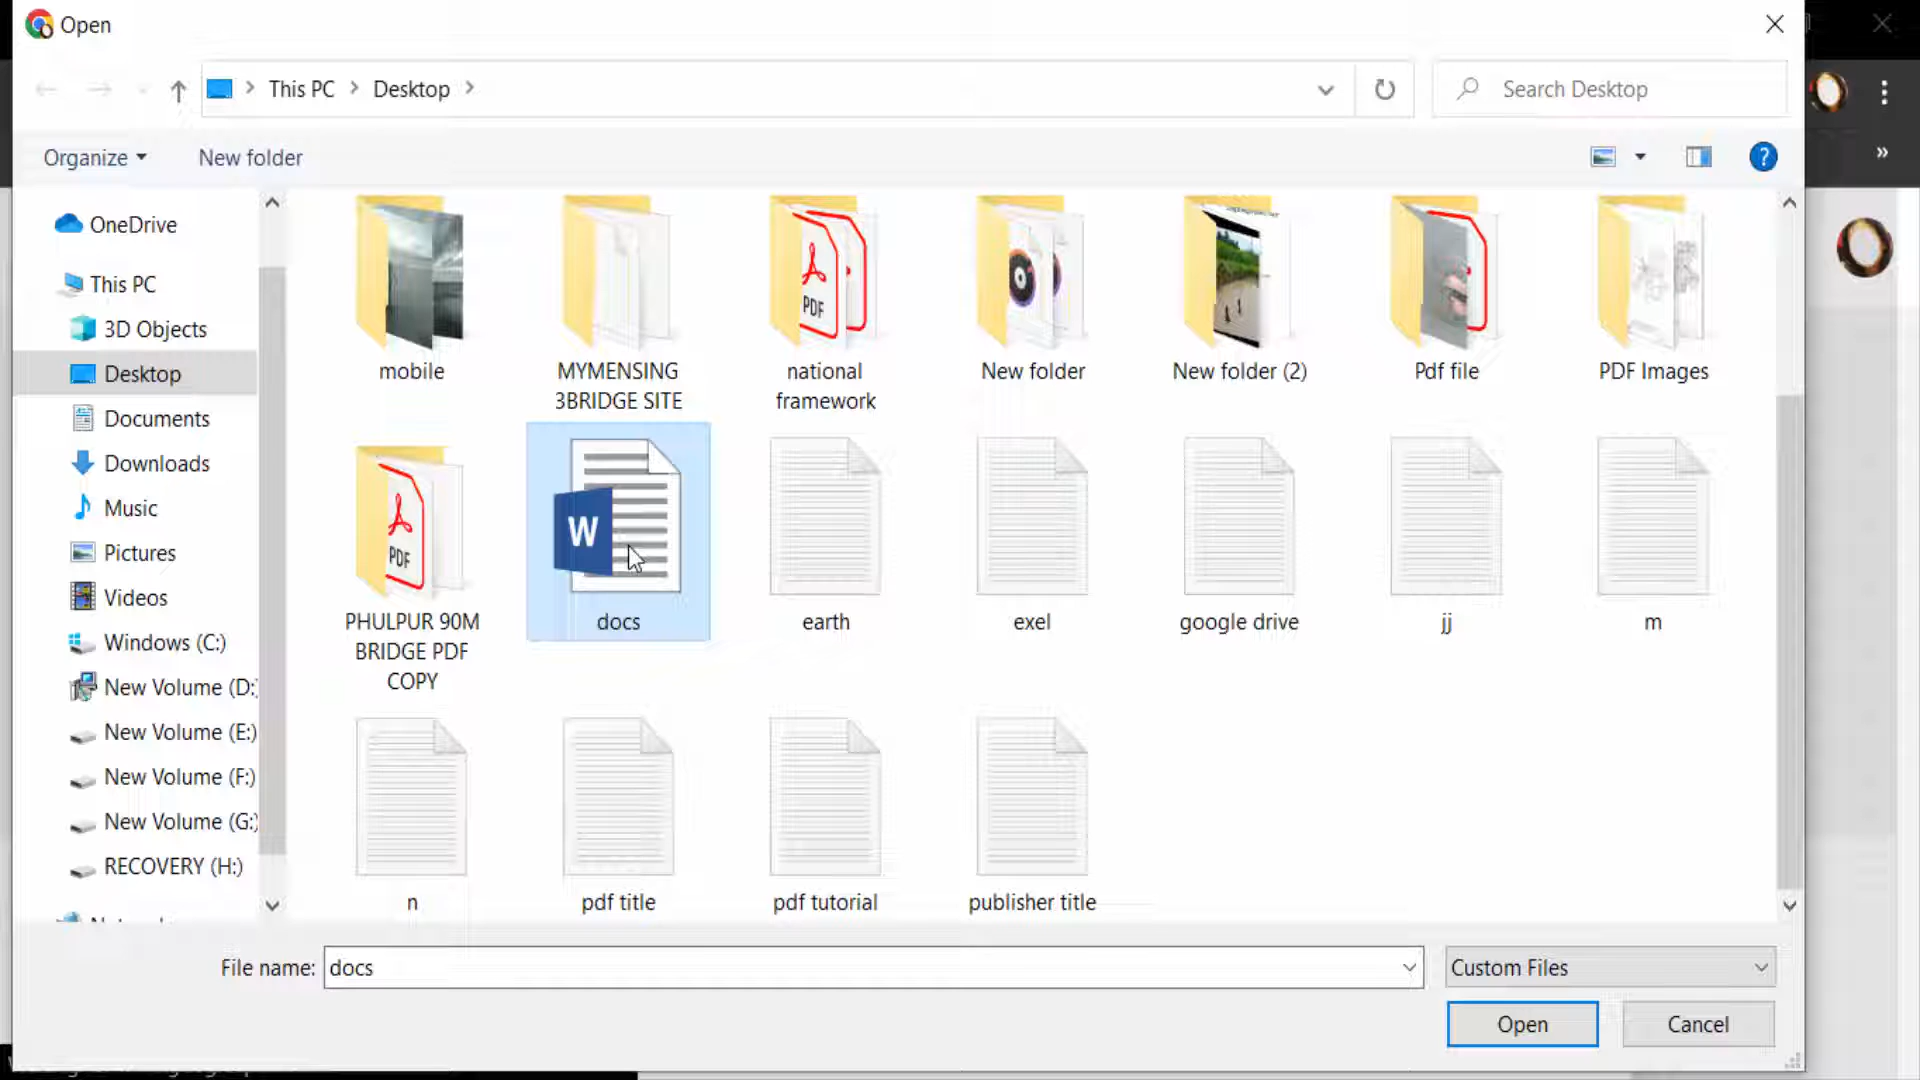 Open
This PC
Desktop
Search Desktop
Organize
New folder
OneDrive
This PC
3D Objects
Desktop
Documents
Downloads
Music
Pictures
Videos
Windows (C:)
New Volume (D:
New Volume (E:)
New Volume (F:)
New Volume (G:)
RECOVERY (H:)
mobile
MYMENSING
3BRIDGE SITE
national
framework
New folder
New folder (2)
Pdf file
PDF Images
PDF
PDF
PHULPUR 90M
BRIDGE PDF
COPY
W
docs
earth
exel
google drive
jj
m
n
pdf title
pdf tutorial
publisher title
File name:
docs
Custom Files
Open
Cancel